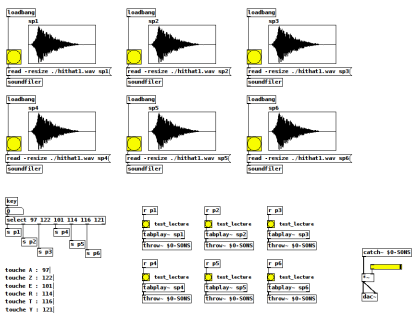 loadbang
loadbang
loadbang
sp1
sp2
sp3
read -resize ./hithat1.wav sp1
read -resize ./hithat1.wav sp2
read -resize ./hithat1.wav sp3
soundfiler
soundfiler
soundfiler
loadbang
loadbang
loadbang
sp4
sp5
sp6
read -resize ./hithat1.wav sp4
read -resize ./hithat1.wav sp5
read -resize ./hithat1.wav sp6
soundfiler
soundfiler
soundfiler
key
0
select 97 122 101 114 116 121
s p1
s p2
s p3
s p4
s p5
s p6
r p1
r p2
r p3
test_lecture
test_lecture
test_lecture
tabplay~ sp1
tabplay~ sp2
tabplay~ sp3
throw~ $0-SONS
throw~ $0-SONS
throw~ $0-SONS
r p4
r p5
r p6
test_lecture
test_lecture
test_lecture
tabplay~ sp4
tabplay~ sp5
tabplay~ sp6
throw~ $0-SONS
throw~ $0-SONS
throw~ $0-SONS
catch~ $0-SONS
*~
dac~
touche A : 97
touche Z : 122
touche E : 101
touche R : 114
touche T : 116
touche Y : 121